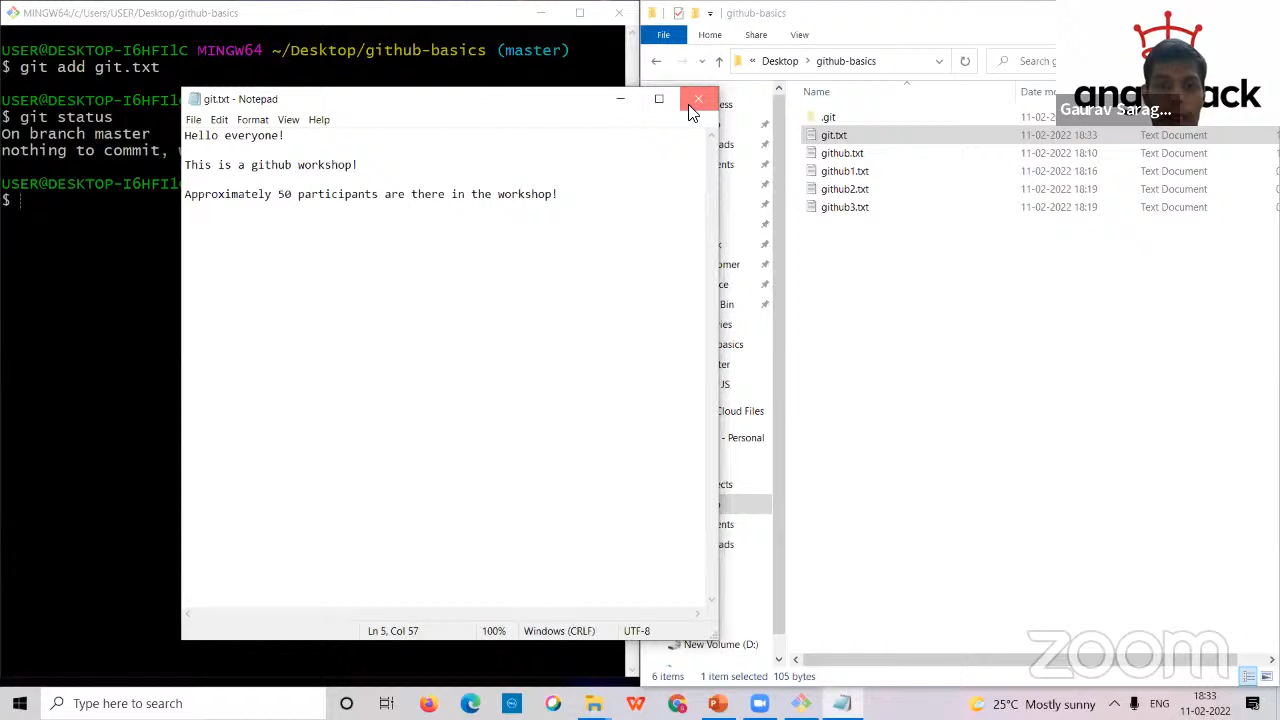 MINGW64:/c/Users/USER/Desktop/github-basics
USER@DESKTOP-I6HFI1C MINGW64 ~/Desktop/github-basics (master)
$ git add git.txt
$ git status
On branch master
nothing to commit,
$
git.txt - Notepad
File Edit Format View Help
Hello everyone!
This is a github workshop!
Approximately 50 participants are there in the workshop!
Ln 5, Col 57 100% Windows (CRLF) UTF-8
github-basics
File Home Share View
Desktop github-basics Search
Name
.git
git.txt 11-02-2022 18:33 Text Document
github.txt 11-02-2022 18:10 Text Document
github1.txt 11-02-2022 18:16 Text Document
github2.txt 11-02-2022 18:19 Text Document
github3.txt 11-02-2022 18:19 Text Document
Bin
Cloud Files
- Personal
New Volume (D:)
6 items 1 item selected 105 bytes
Gaurav Sarag...
zoom
Type here to search
25°C Mostly sunny
ENG
18:33
11-02-2022